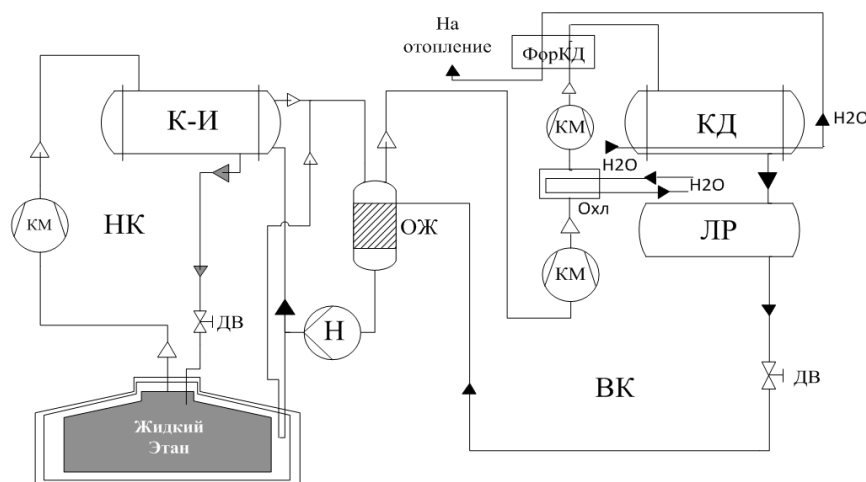 На
отопление
ФорКД
К-И
КМ
КД
Н2О
Н2О
Н2О
Охл
КМ
НК
ОЖ
ЛР
КМ
Н
ДВ
ВК
ДВ
Жидкий
Этан